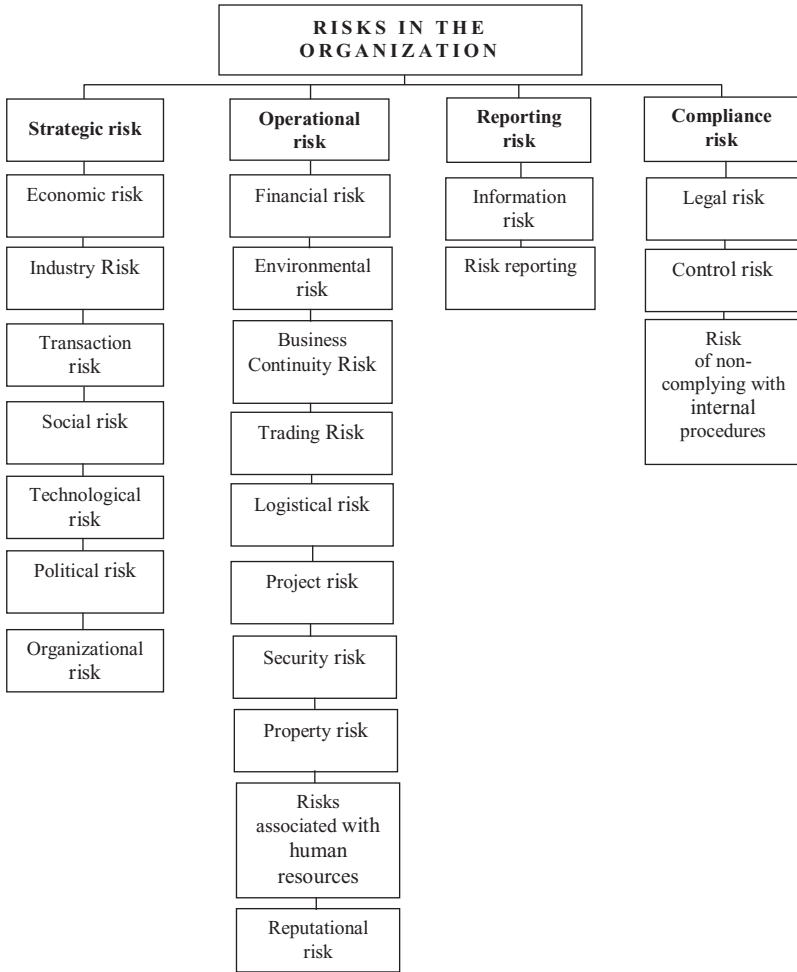 RISKS IN THE
ORGANIZATION
Strategic risk
Economic risk
Industry Risk
Transaction
risk
Social risk
Technological
risk
Political risk
Organizational
risk
Operational
risk
Financial risk
Environmental
risk
Business
Continuity Risk
Trading Risk
Logistical risk
Project risk
Security risk
Property risk
Risks
associated with
human
resources
Reputational
risk
Reporting
risk
Information
risk
Risk reporting
Compliance
risk
Legal risk
Control risk
Risk
of non-
complying with
internal
procedures